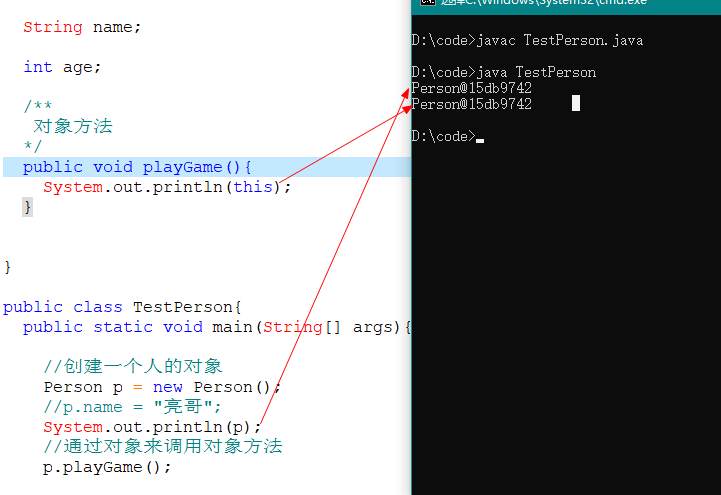 String name;
int age;
/**
对象方法
*/
public void playGame(){
System.out.println(this);
}
}
public class TestPerson{
public static void main(String[] args){
//创建一个人的对象
Person p = new Person();
//p.name = "亮哥";
System.out.println(p);
//通过对象来调用对象方法
p.playGame();
选择C:\Windows\System32\cmd.exe
D:\code>javac TestPerson.java
D:\code>java TestPerson
Person@15db9742
Person@15db9742
D:\code>